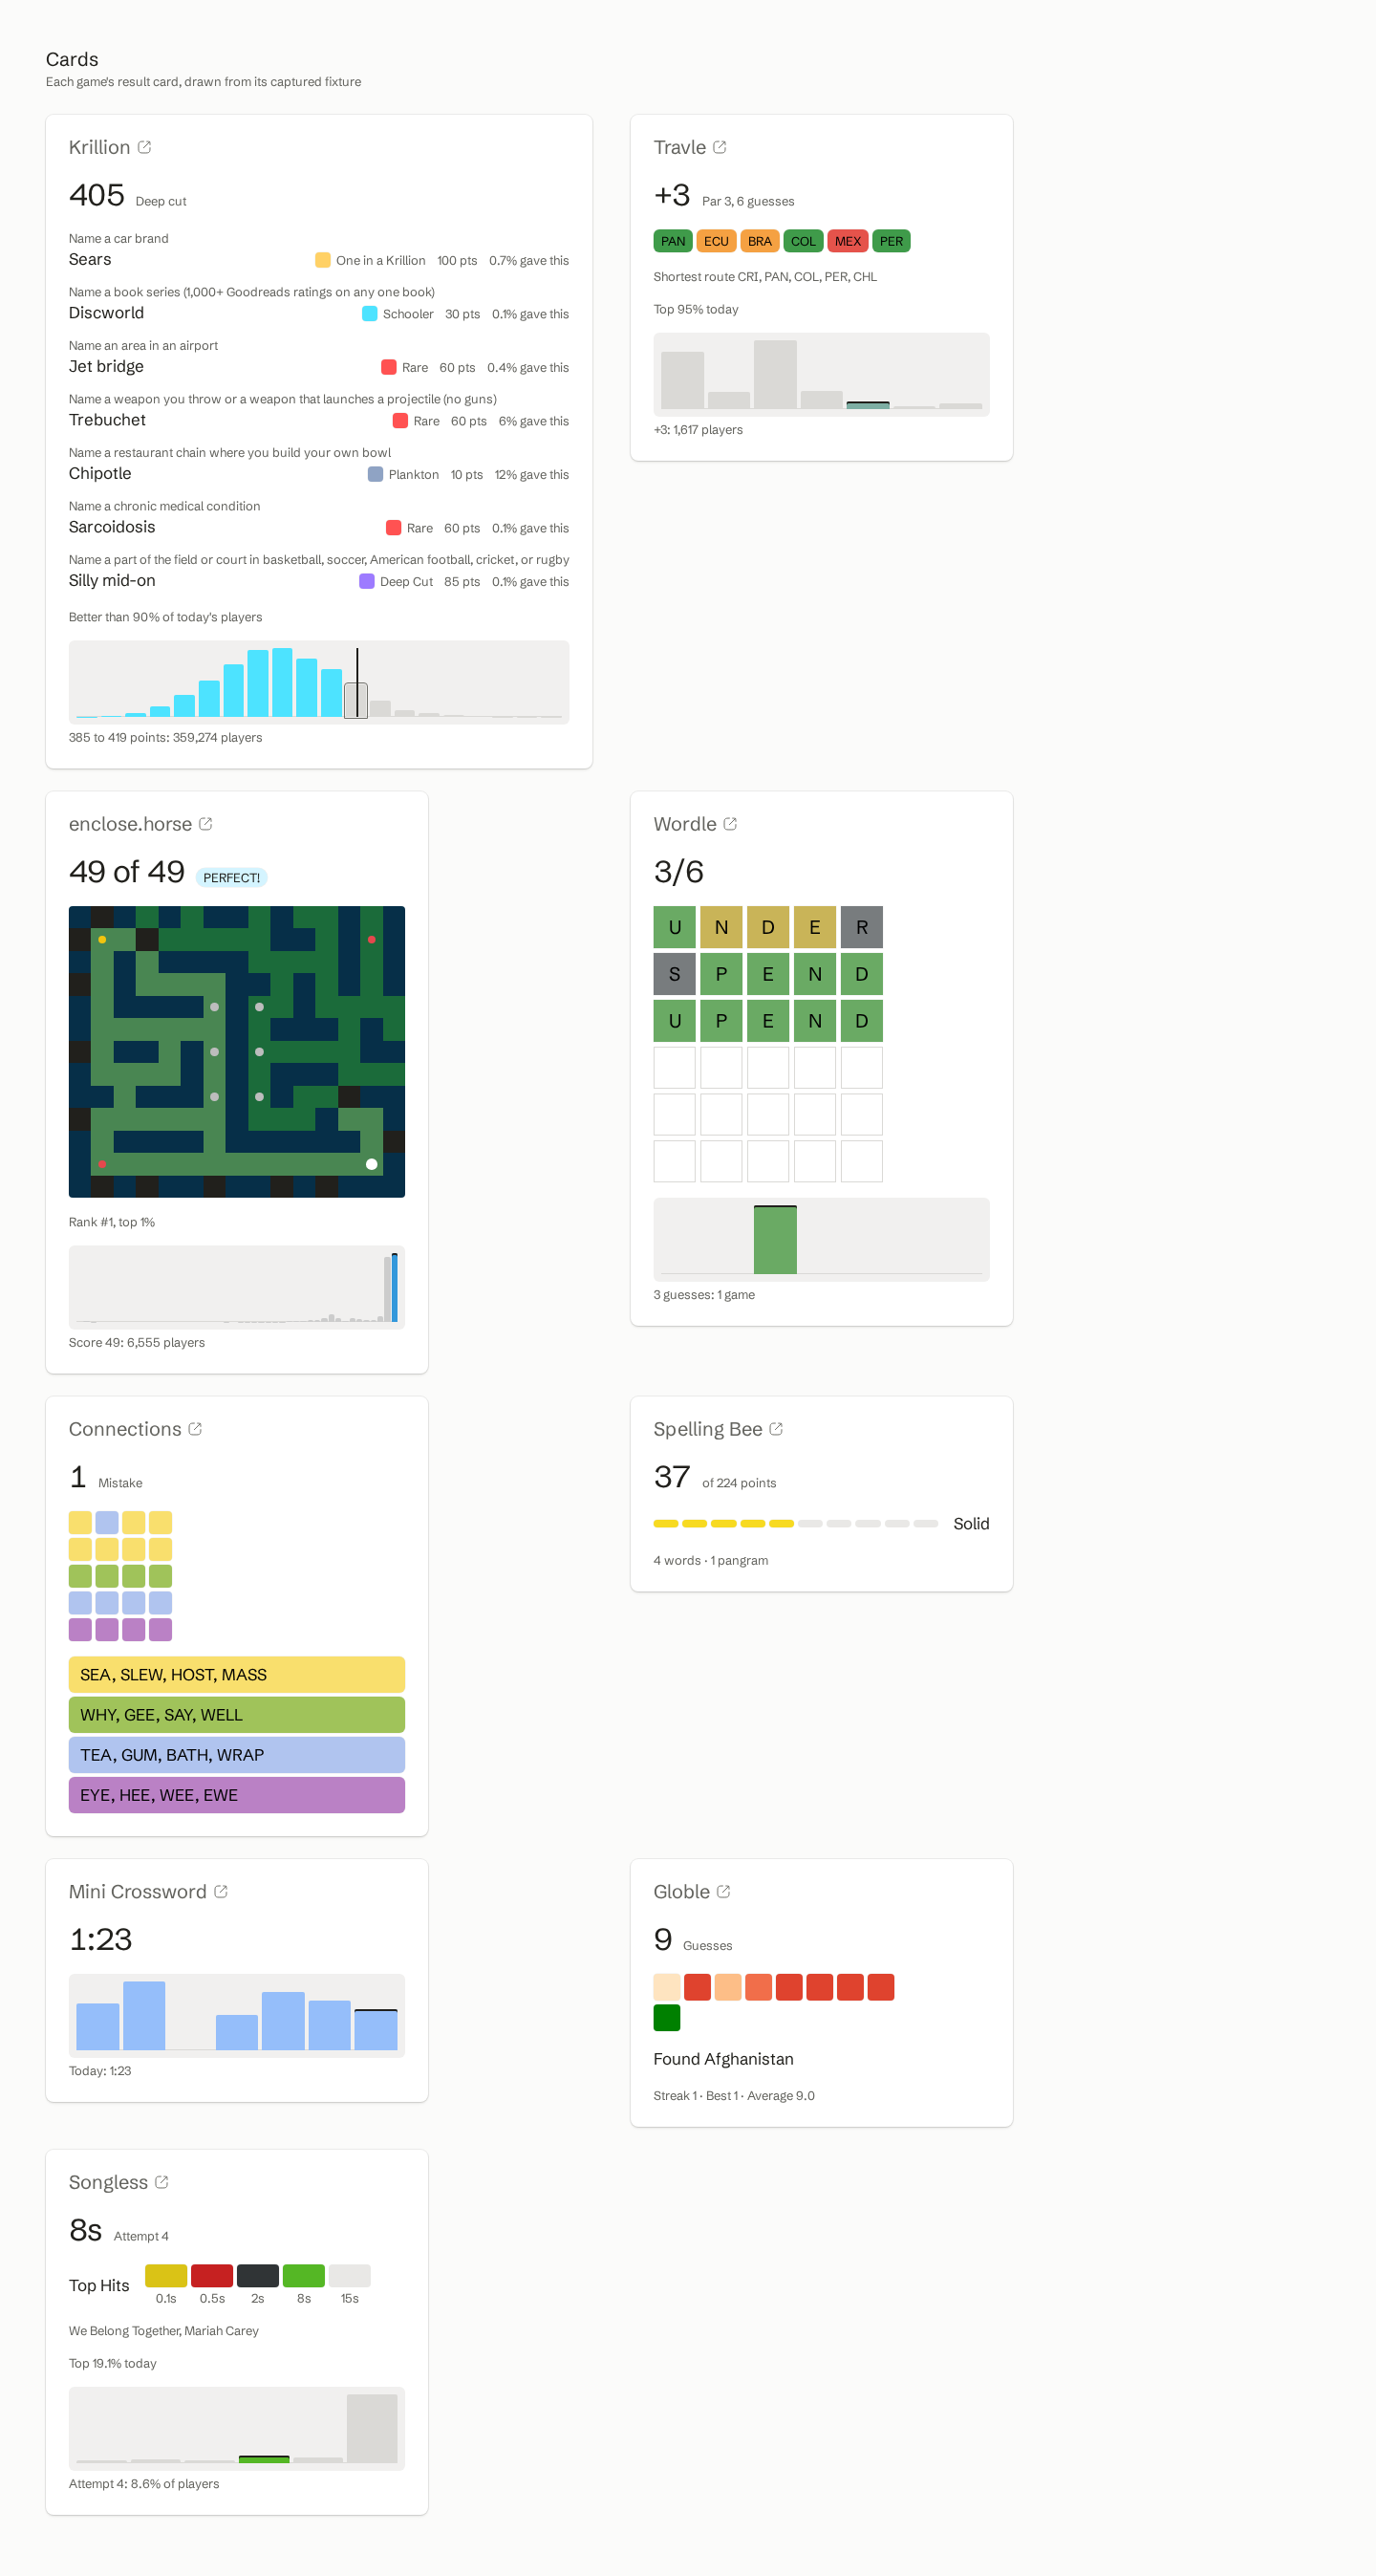 Cards
Each game's result card, drawn from its captured fixture
Krillion
405 Deep cut
Name a car brand
Sears One in a Krillion 100 pts 0.7% gave this
Name a book series (1,000+ Goodreads ratings on any one book)
Discworld Schooler 30 pts 0.1% gave this
Name an area in an airport
Jet bridge Rare 60 pts 0.4% gave this
Name a weapon you throw or a weapon that launches a projectile (no guns)
Trebuchet Rare 60 pts 6% gave this
Name a restaurant chain where you build your own bowl
Chipotle Plankton 10 pts 12% gave this
Name a chronic medical condition
Sarcoidosis Rare 60 pts 0.1% gave this
Name a part of the field or court in basketball, soccer, American football, cricket, or rugby
Silly mid-on Deep Cut 85 pts 0.1% gave this
Better than 90% of today's players
385 to 419 points: 359,274 players
Travle
+3 Par 3, 6 guesses
PAN ECU BRA COL MEX PER
Shortest route CRI, PAN, COL, PER, CHL
Top 95% today
+3: 1,617 players
enclose.horse
49 of 49 PERFECT!
Rank #1, top 1%
Score 49: 6,555 players
Wordle
3/6
U N D E R
S P E N D
U P E N D
3 guesses: 1 game
Connections
1 Mistake
SEA, SLEW, HOST, MASS
WHY, GEE, SAY, WELL
TEA, GUM, BATH, WRAP
EYE, HEE, WEE, EWE
Spelling Bee
37 of 224 points
Solid
4 words · 1 pangram
Mini Crossword
1:23
Today: 1:23
Globle
9 Guesses
Found Afghanistan
Streak 1 · Best 1 · Average 9.0
Songless
8s Attempt 4
Top Hits
0.1s 0.5s 2s 8s 15s
We Belong Together, Mariah Carey
Top 19.1% today
Attempt 4: 8.6% of players